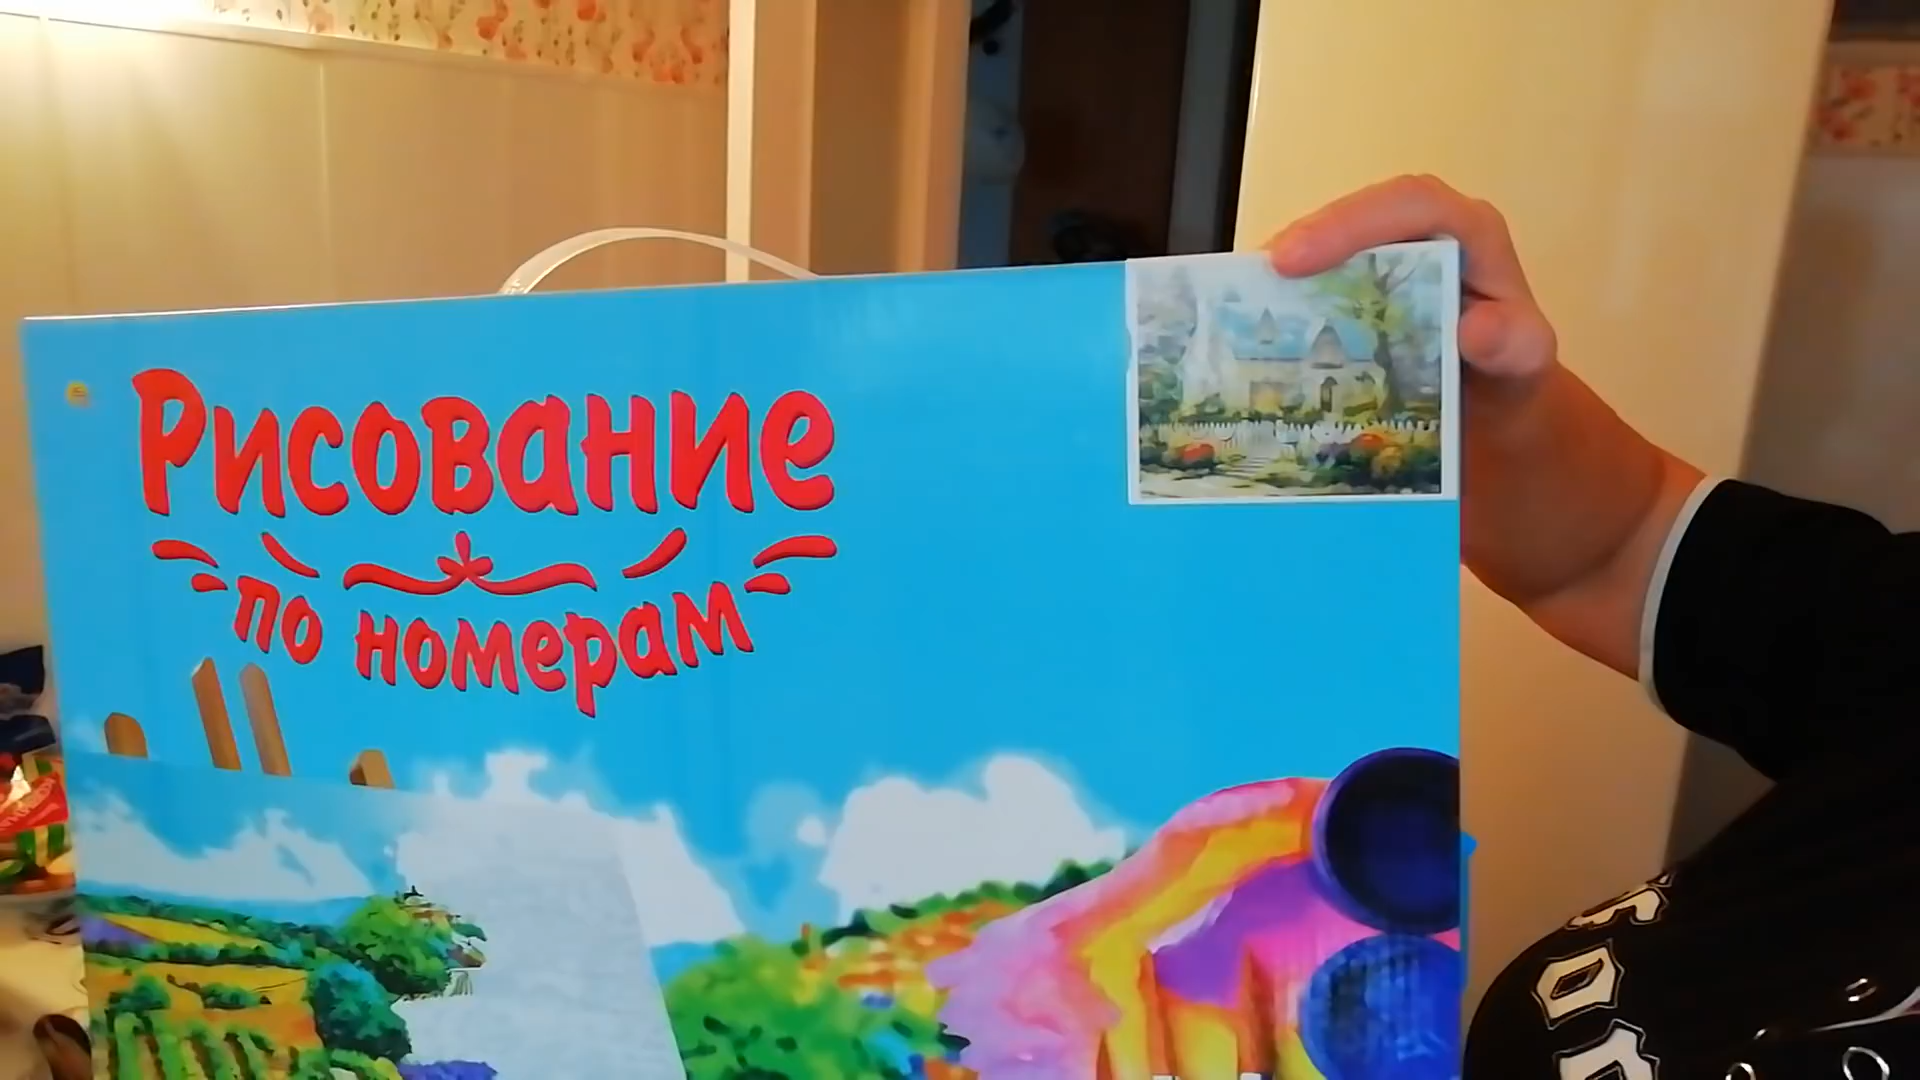 Рисование
по номерам